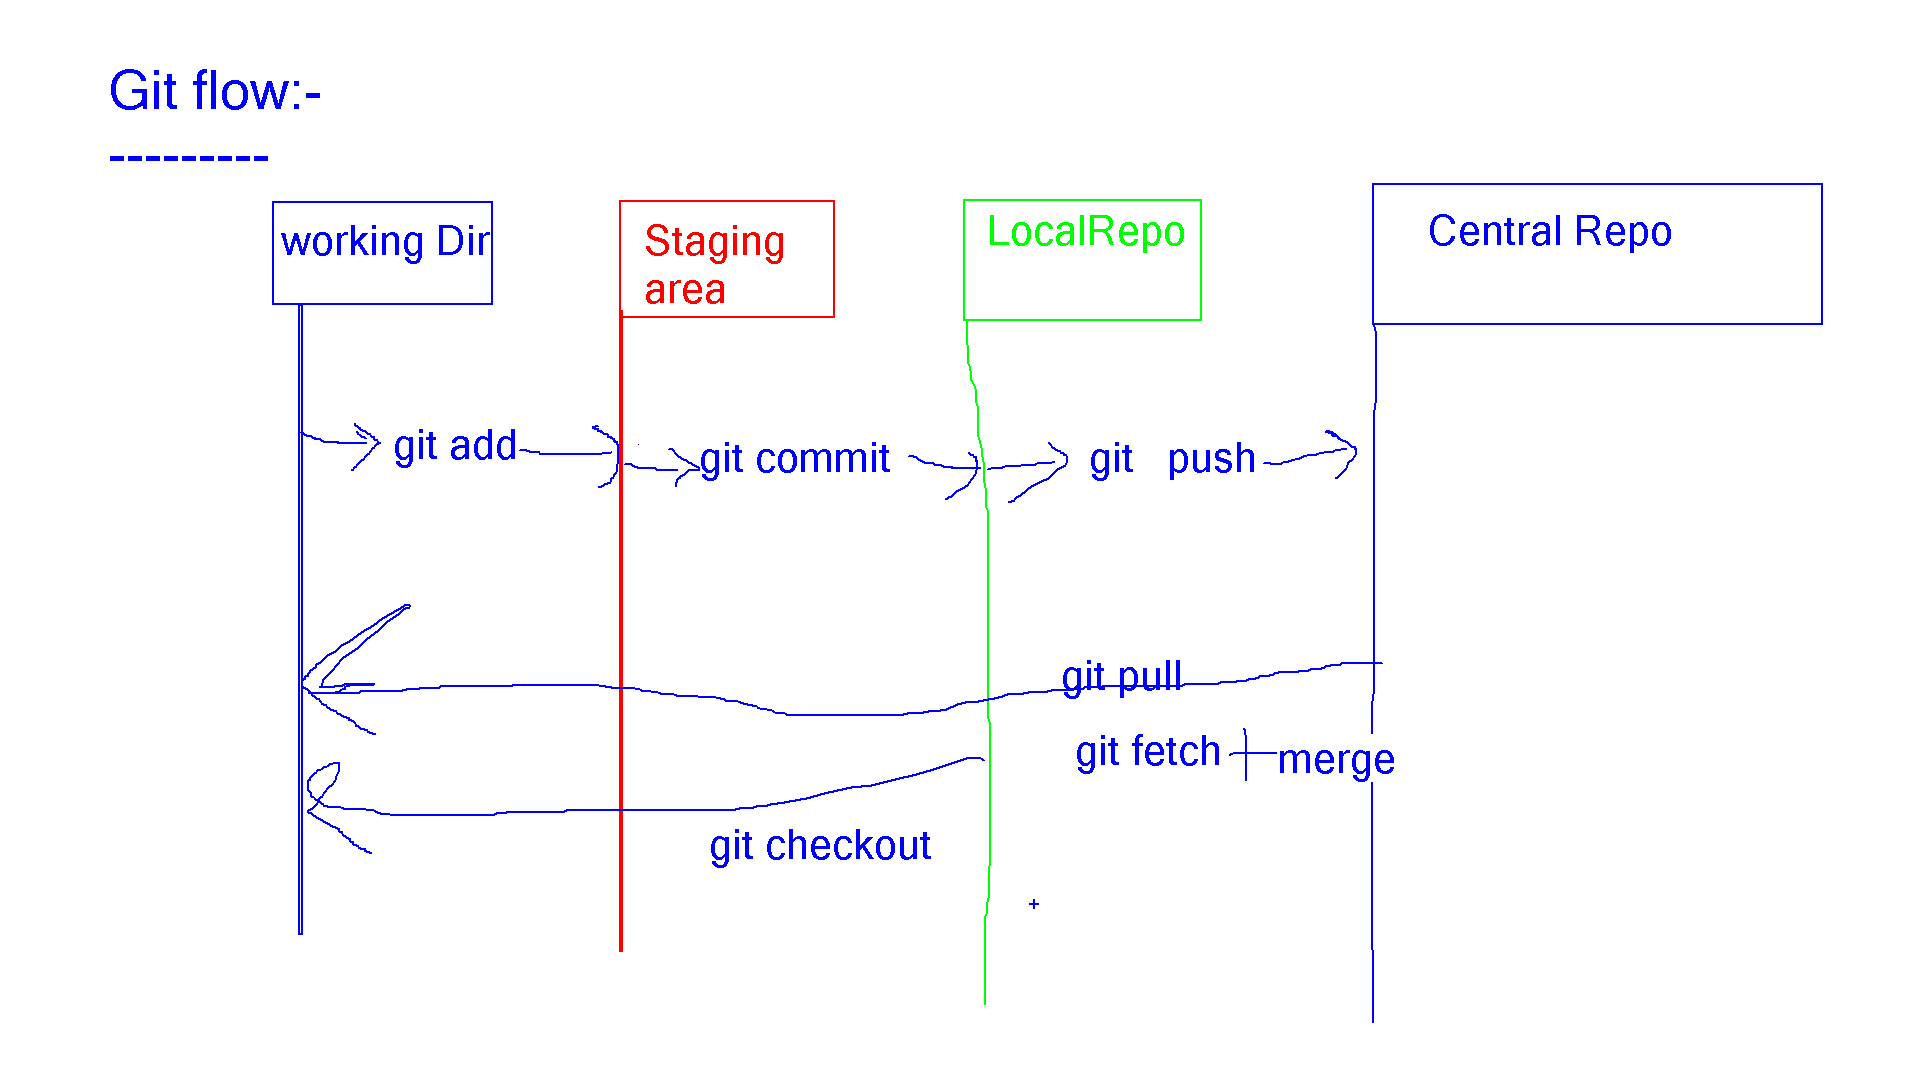 Git flow:-
---------
working Dir
Staging
area
LocalRepo
Central Repo
git add
git commit
git push
git pull
git fetch + merge
git checkout